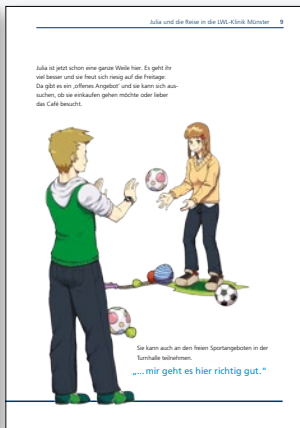 Julia und die Reise in die LWL-Klinik Münster 9
Julia ist jetzt schon eine ganze Weile hier. Es geht ihr
viel besser und sie freut sich riesig auf die Freitage:
Da gibt es ein ‚offenes Angebot' und sie kann sich aus-
suchen, ob sie einkaufen gehen möchte oder lieber
das Café besucht.
Sie kann auch an den freien Sportangeboten in der
Turnhalle teilnehmen.
„... mir geht es hier richtig gut."